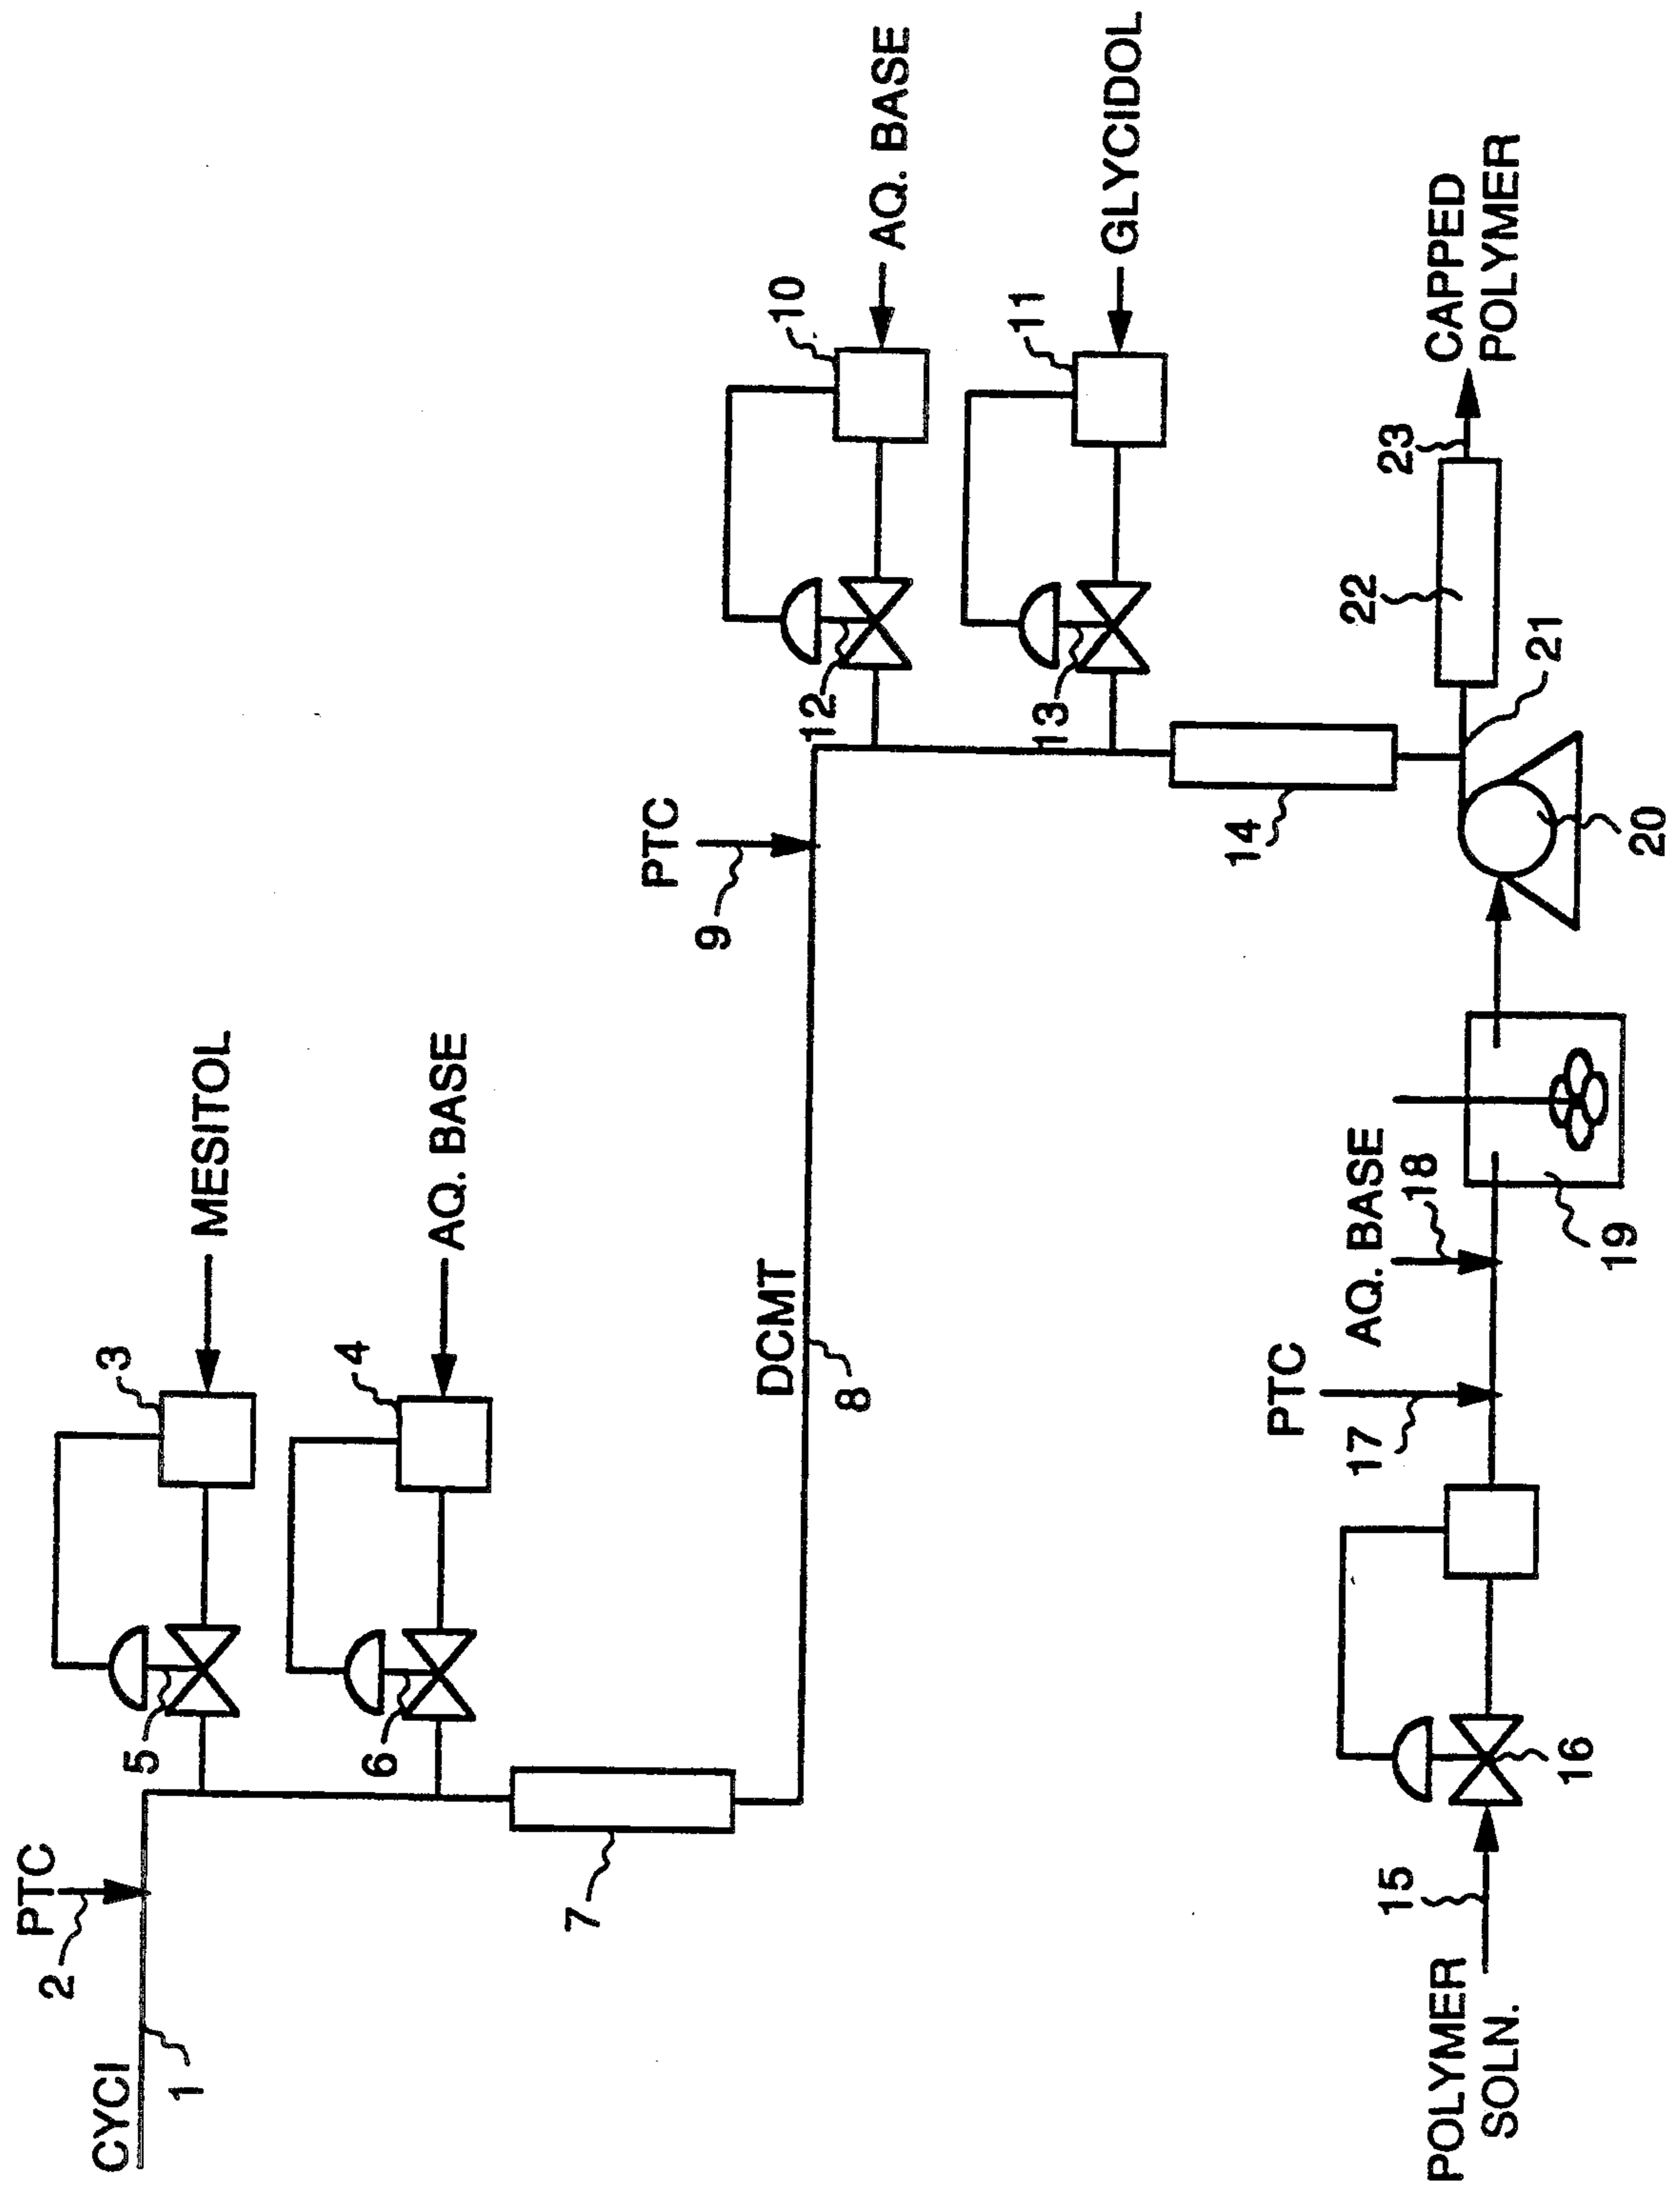 CYCl
1
PTC
2
MESITOL
3
5
AQ. BASE
4
6
7
DCMT
8
PTC
9
AQ. BASE
10
12
GLYCIDOL
11
13
14
POLYMER
SOLN.
15
16
PTC
17
AQ. BASE
18
19
20
21
22
23
CAPPED
POLYMER